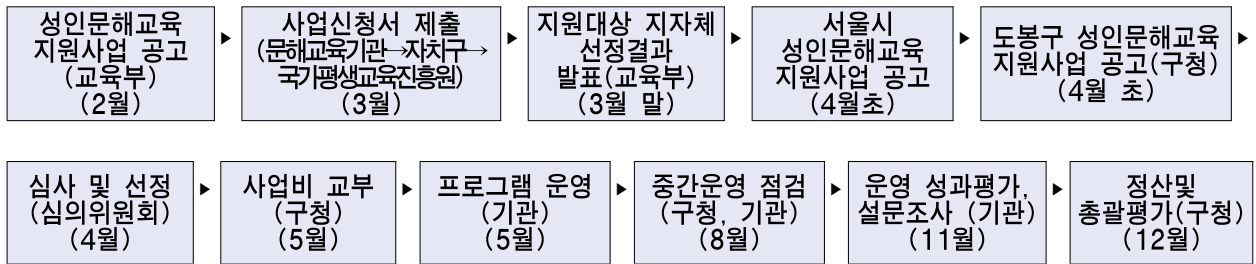 성인문해교육
지원사업 공고
(교육부)
(2월)
사업신청서 제출
(문해교육기관→자치구→
국가평생교육진흥원)
(3월)
지원대상 지자체
선정결과
발표(교육부)
(3월 말)
서울시
성인문해교육
지원사업 공고
(4월초)
도봉구 성인문해교육
지원사업 공고(구청)
(4월 초)
심사 및 선정
(심의위원회)
(4월)
사업비 교부
(구청)
(5월)
프로그램 운영
(기관)
(5월)
중간운영 점검
(구청, 기관)
(8월)
운영 성과평가,
설문조사 (기관)
(11월)
정산및
총괄평가(구청)
(12월)